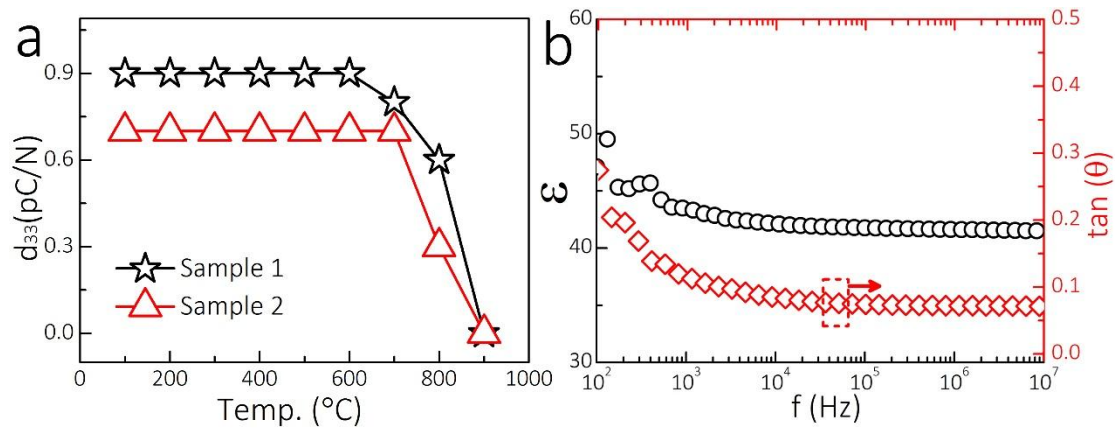 a
d₃₃(pC/N)
0.9
0.6
0.3
0.0
Sample 1
Sample 2
0 200 400 600 800 1000
Temp. (°C)
b
ε
60
50
40
30
0.5
0.4
0.3
0.2
0.1
0.0
tan (θ)
10² 10³ 10⁴ 10⁵ 10⁶ 10⁷
f (Hz)